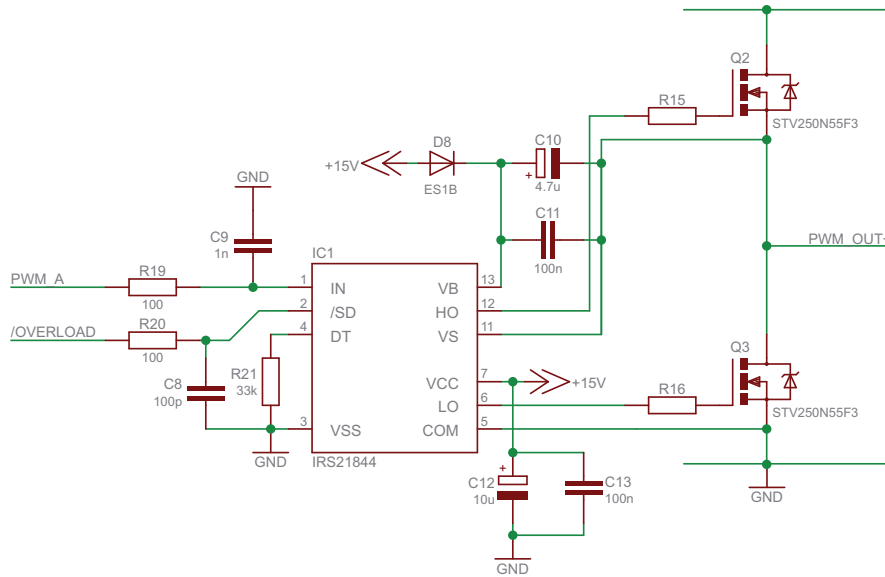 Q2
R15
STV250N55F3
D8
C10
+15V
+
ES1B
4.7u
GND
C11
C9
1n
IC1
100n
PWM_OUT+
PWM_A
R19
1
IN
VB
13
100
2
/SD
HO
12
/OVERLOAD
R20
4
DT
VS
11
100
Q3
R21
33k
C8
100p
VCC
7
+15V
R16
LO
6
STV250N55F3
3
VSS
COM
5
GND
IRS21844
+
C12
10u
C13
100n
GND
GND